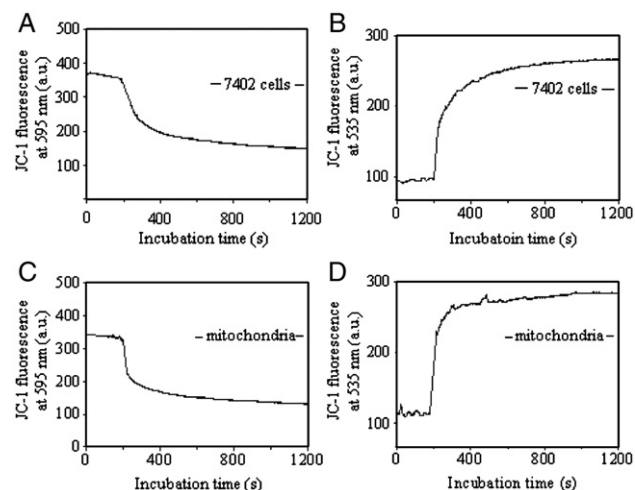 A
JC-1 fluorescence
at 595 nm (a.u.)
500
400
300
200
100
0
400
800
1200
– 7402 cells –
Incubation time (s)
B
JC-1 fluorescence
at 535 nm (a.u.)
300
200
100
0
400
800
1200
– 7402 cells –
Incubatoin time (s)
C
JC-1 fluorescence
at 595 nm (a.u.)
500
400
300
200
100
0
0
400
800
1200
– mitochondria –
Incubation time (s)
D
JC-1 fluorescence
at 535 nm (a.u.)
300
200
100
0
400
800
1200
– mitochondria –
Incubation time (s)